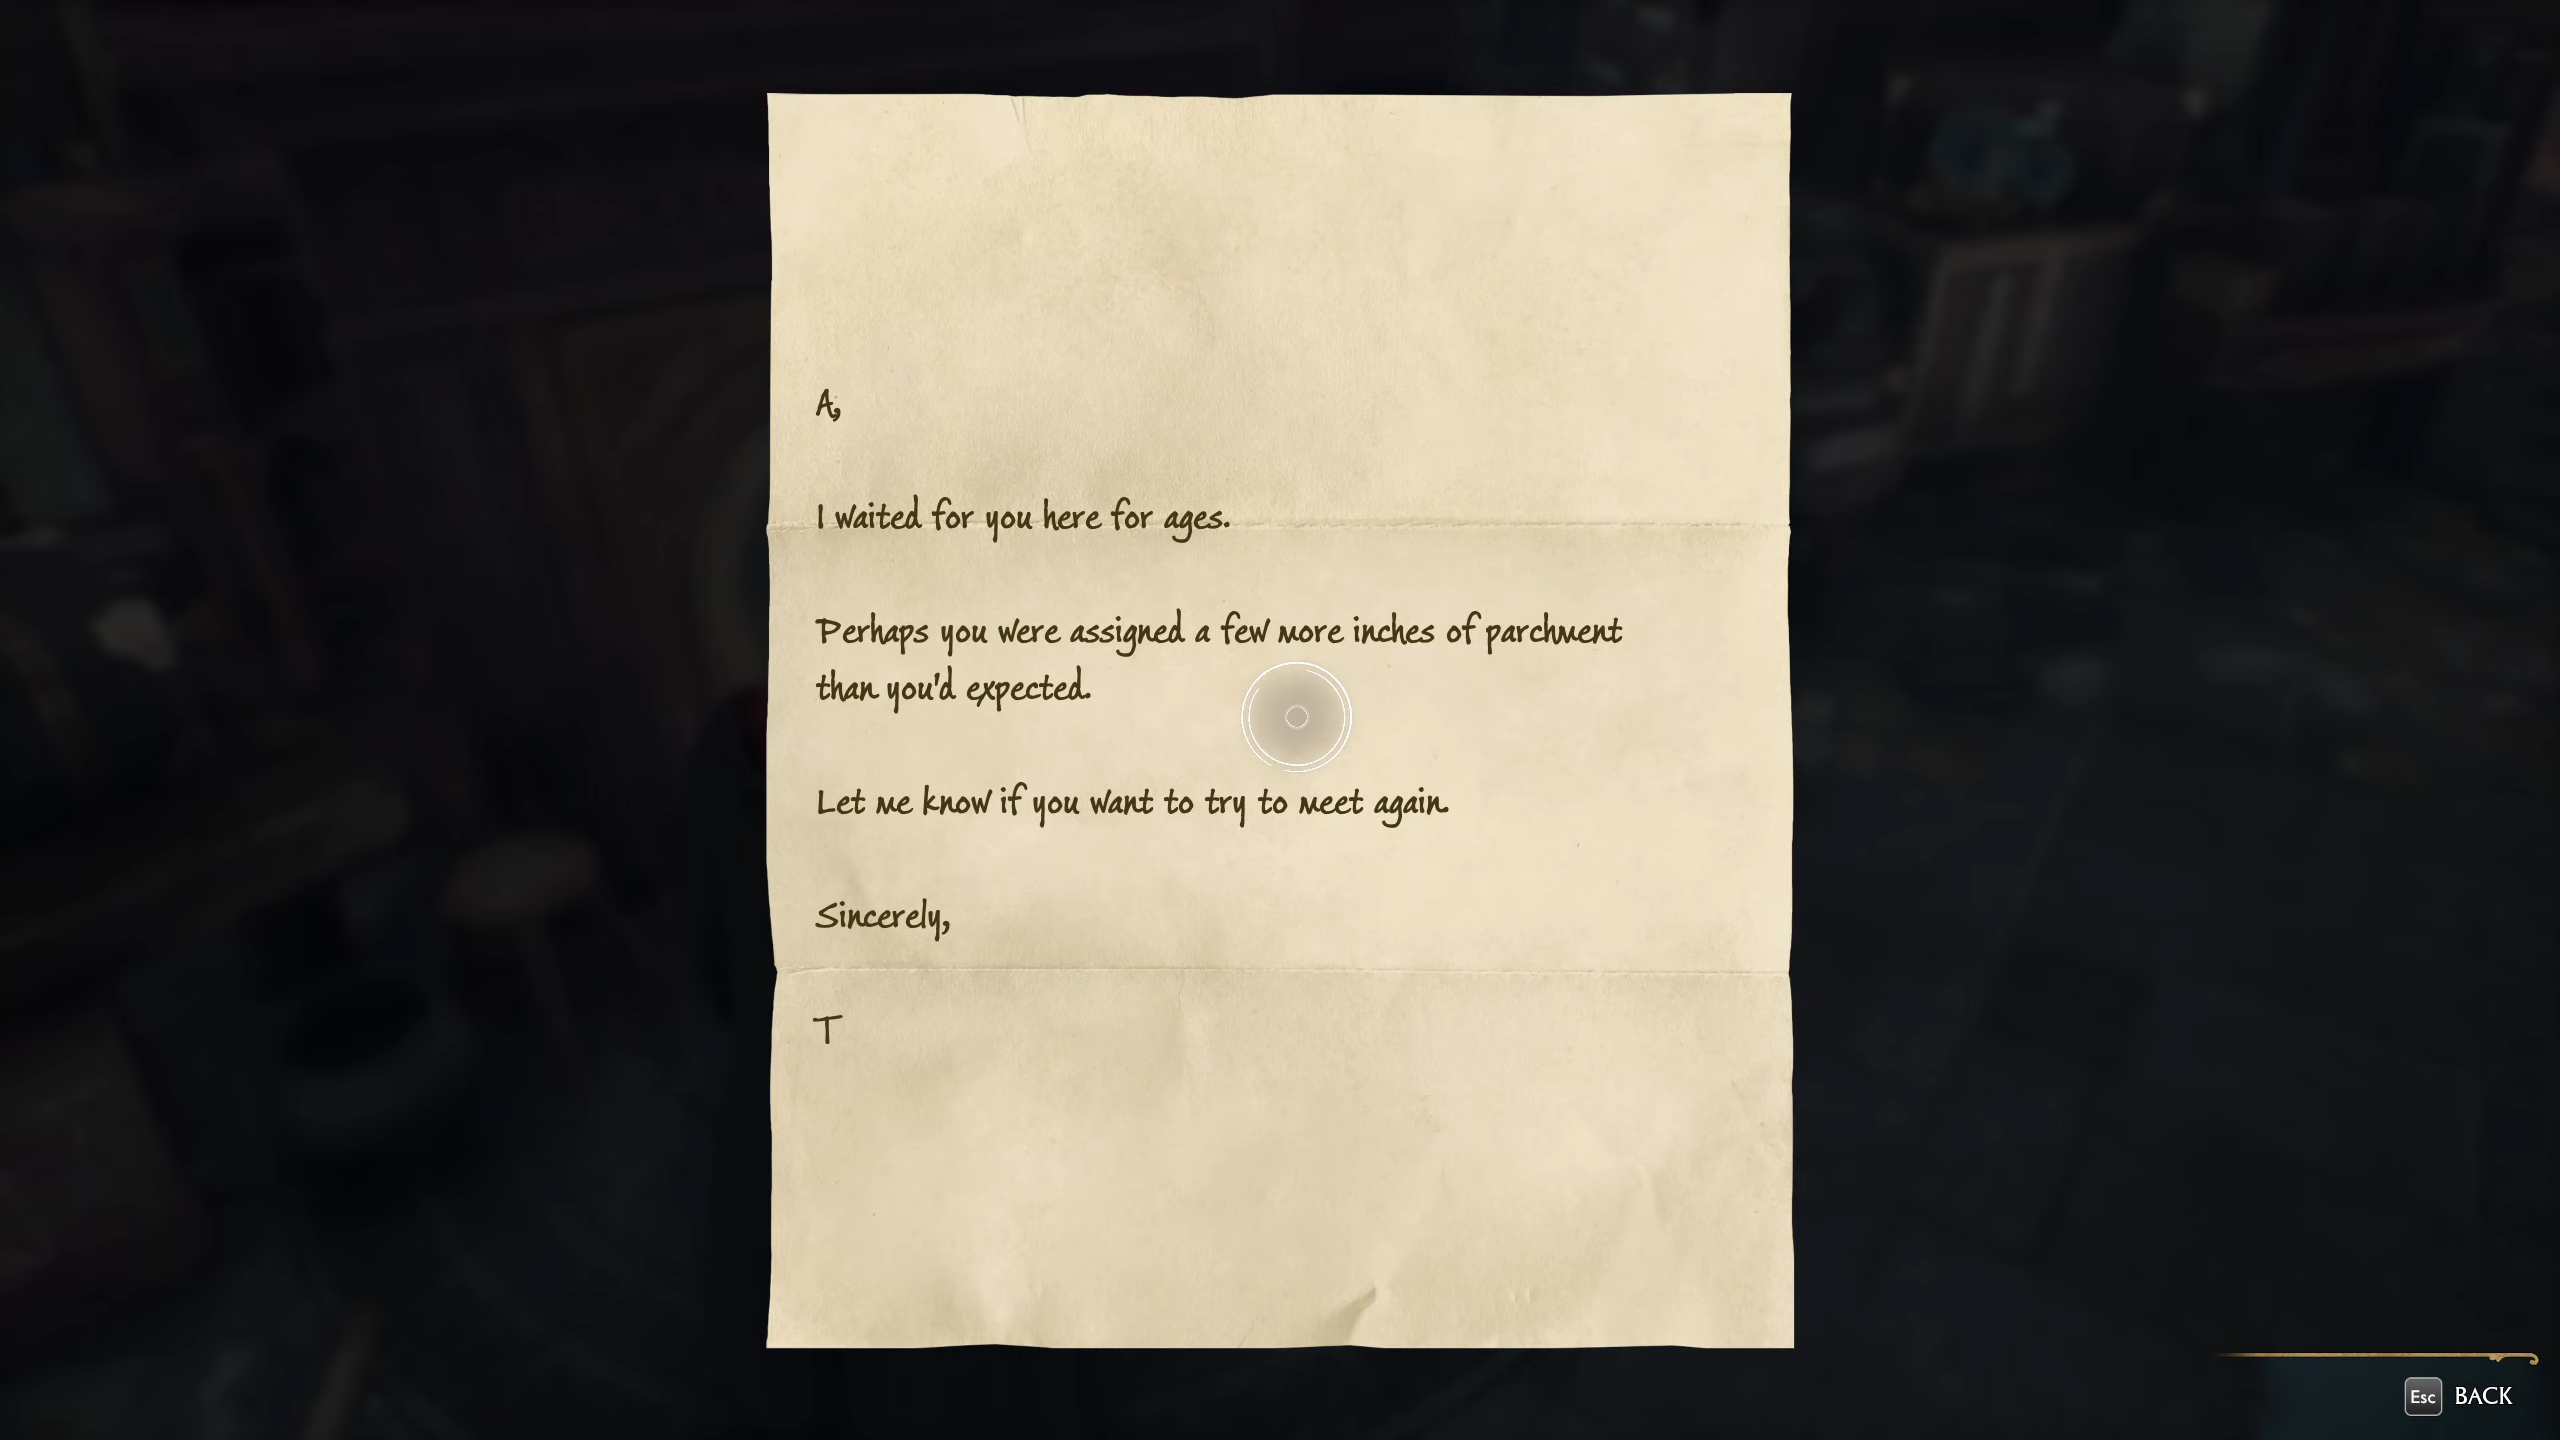 A,
I waited for you here for ages.
Perhaps you were assigned a few more inches of parchment
than you'd expected.
Let me know if you want to try to meet again.
Sincerely,
T
Esc BACK